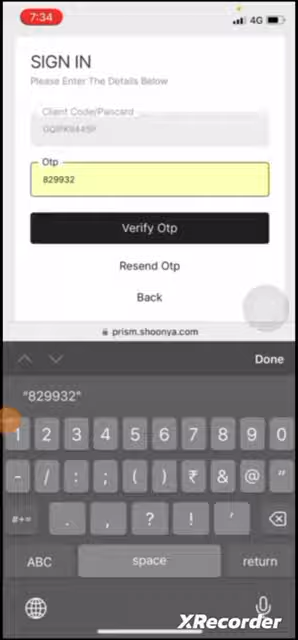 7:34
4G
SIGN IN
Please Enter The Details Below
Client Code/Pancard
Otp
829932
Verify Otp
Resend Otp
Back
prism.shoonya.com
Done
"829932"
1 2 3 4 5 6 7 8 9 0
- / : ; ( ) ₹ & @ "
#+= . , ? ! '
ABC space return
XRecorder